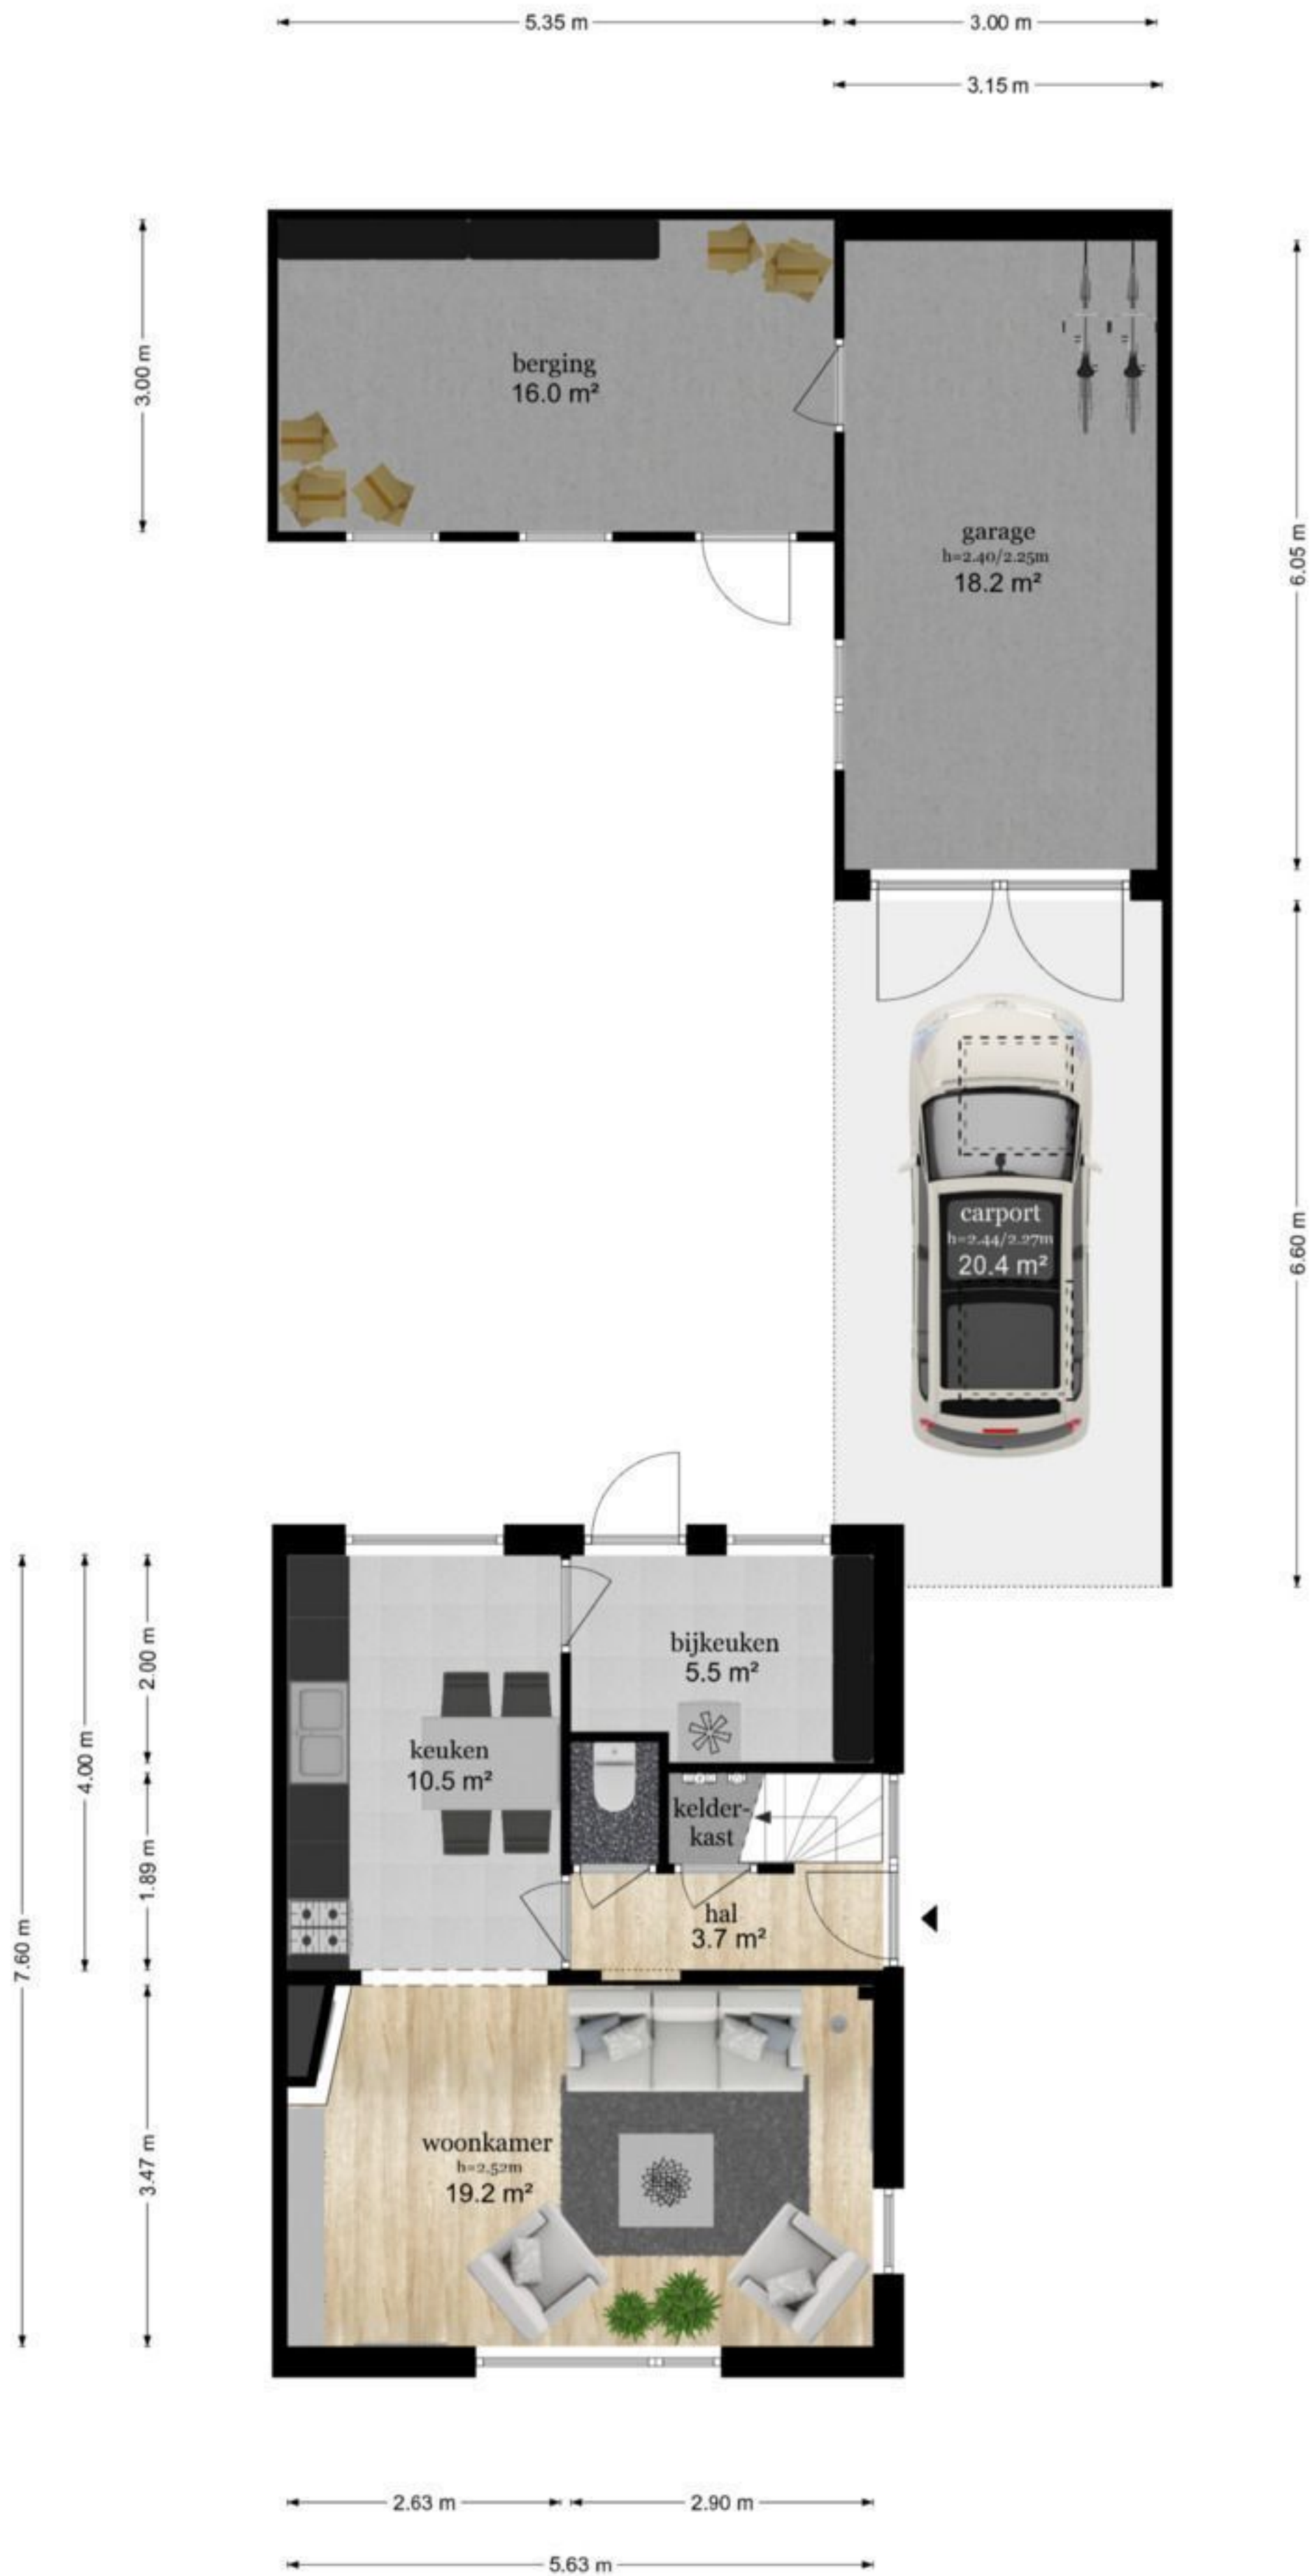 5.35 m
3.00 m
3.15 m
3.00 m
berging
16.0 m²
garage
h=2.40/2.25m
18.2 m²
6.05 m
carport
h=2.44/2.27m
20.4 m²
6.60 m
7.60 m
4.00 m
2.00 m
1.89 m
3.47 m
bijkeuken
5.5 m²
keuken
10.5 m²
kelder-
kast
hal
3.7 m²
woonkamer
h=2.52m
19.2 m²
2.63 m
2.90 m
5.63 m